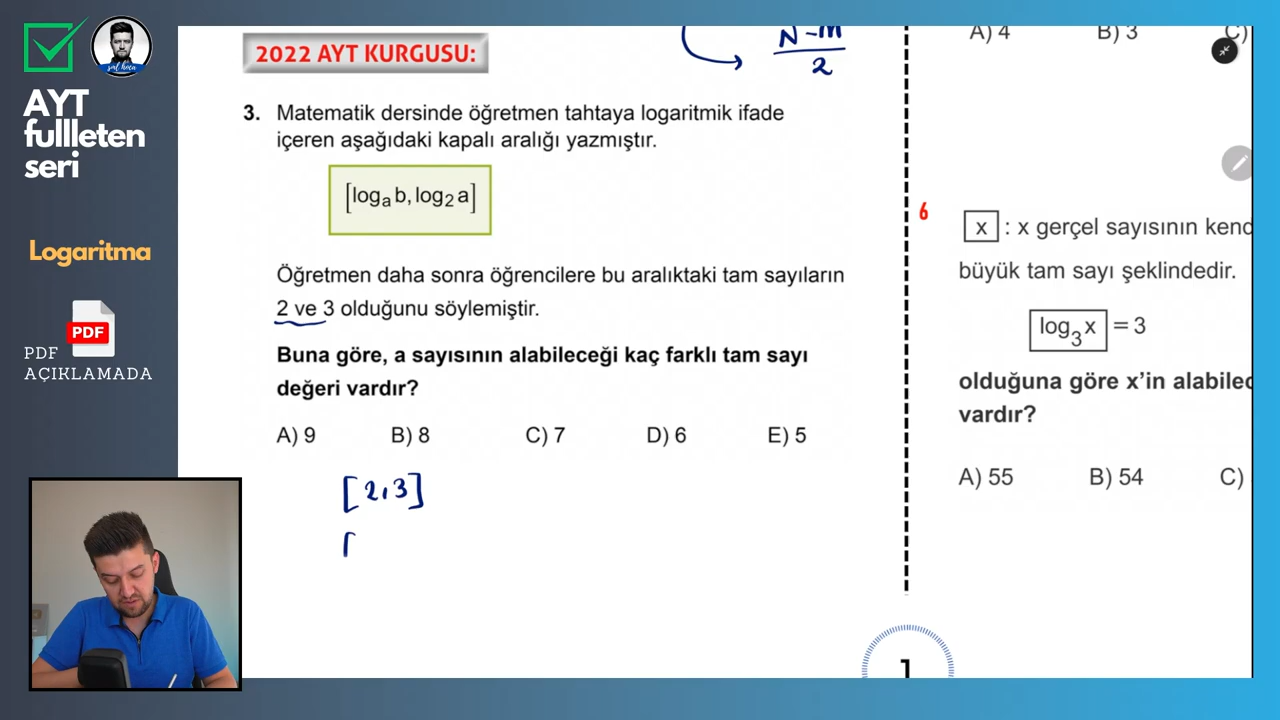 AYT
fullleten
seri
Logaritma
PDF
PDF
AÇIKLAMADA
2022 AYT KURGUSU:
N-m
2
3. Matematik dersinde öğretmen tahtaya logaritmik ifade
içeren aşağıdaki kapalı aralığı yazmıştır.
[logₐ b, log₂ a]
Öğretmen daha sonra öğrencilere bu aralıktaki tam sayıların
2 ve 3 olduğunu söylemiştir.
Buna göre, a sayısının alabileceği kaç farklı tam sayı
değeri vardır?
A) 9 B) 8 C) 7 D) 6 E) 5
[2,3]
[
A) 4 B) 3 C)
6
x : x gerçel sayısının kend
büyük tam sayı şeklindedir.
log₃ x = 3
olduğuna göre x'in alabilec
vardır?
A) 55 B) 54 C)
1